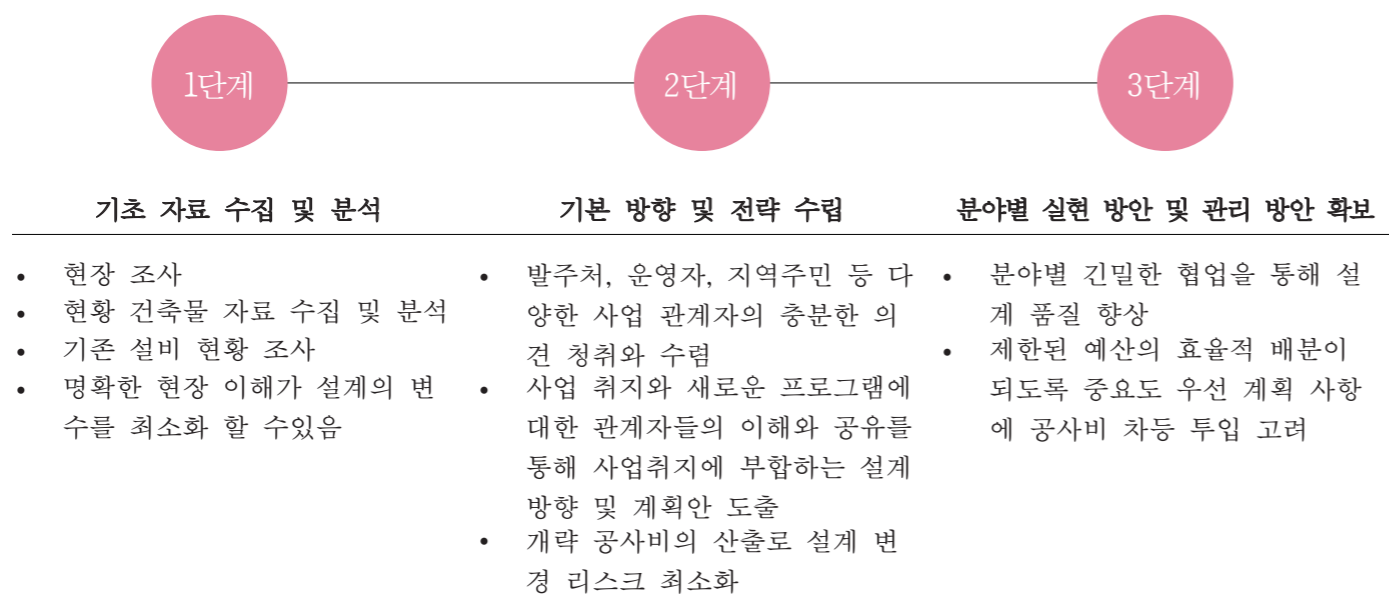 1단계
2단계
3단계
기초 자료 수집 및 분석
• 현장 조사
• 현황 건축물 자료 수집 및 분석
• 기존 설비 현황 조사
• 명확한 현장 이해가 설계의 변
수를 최소화 할 수있음
기본 방향 및 전략 수립
• 발주처, 운영자, 지역주민 등 다
양한 사업 관계자의 충분한 의
견 청취와 수렴
• 사업 취지와 새로운 프로그램에
대한 관계자들의 이해와 공유를
통해 사업취지에 부합하는 설계
방향 및 계획안 도출
• 개략 공사비의 산출로 설계 변
경 리스크 최소화
분야별 실현 방안 및 관리 방안 확보
• 분야별 긴밀한 협업을 통해 설
계 품질 향상
• 제한된 예산의 효율적 배분이
되도록 중요도 우선 계획 사항
에 공사비 차등 투입 고려